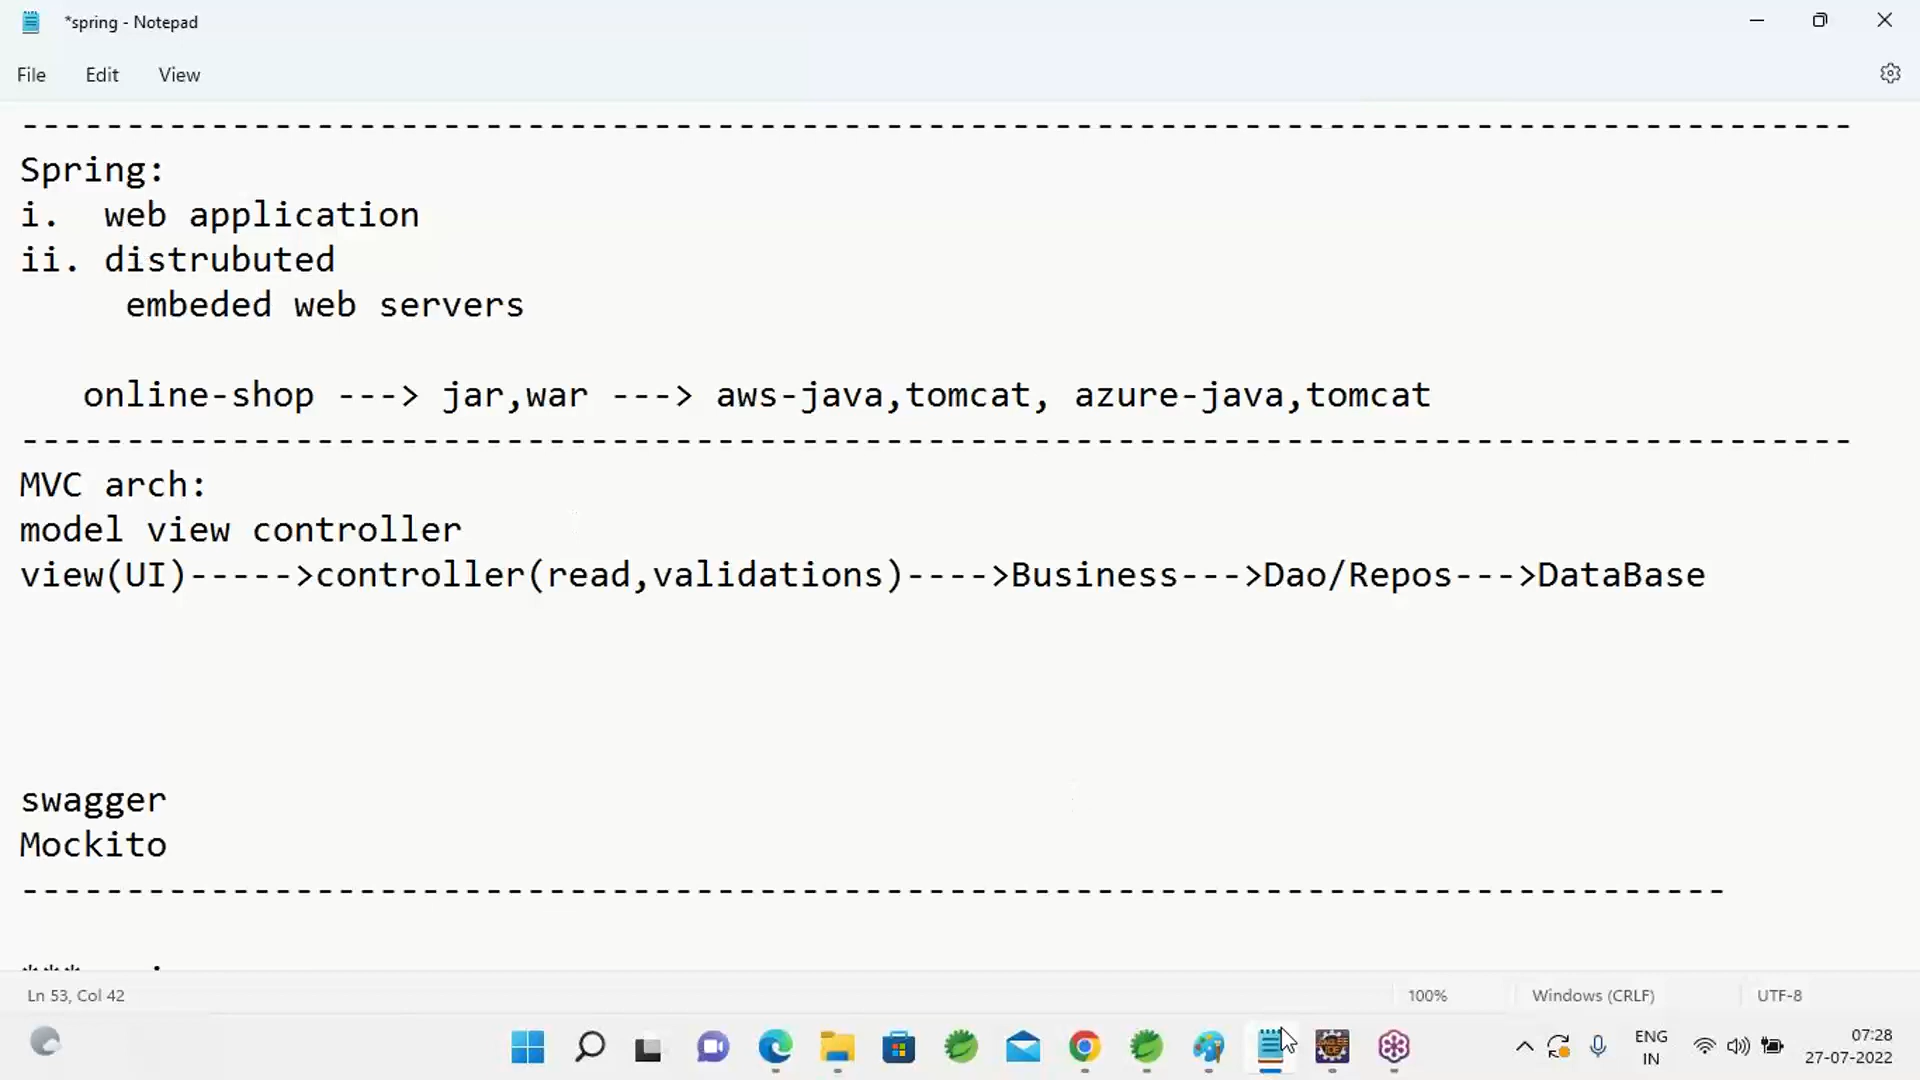 *spring - Notepad
File Edit View
---------------------------------------------------------------------------------------
Spring:
i.  web application
ii. distrubuted
     embeded web servers
   online-shop ---> jar,war ---> aws-java,tomcat, azure-java,tomcat
---------------------------------------------------------------------------------------
MVC arch:
model view controller
view(UI)----->controller(read,validations)---->Business--->Dao/Repos--->DataBase
swagger
Mockito
---------------------------------------------------------------------------------
Ln 53, Col 42 100% Windows (CRLF) UTF-8
ENG
IN
07:28
27-07-2022